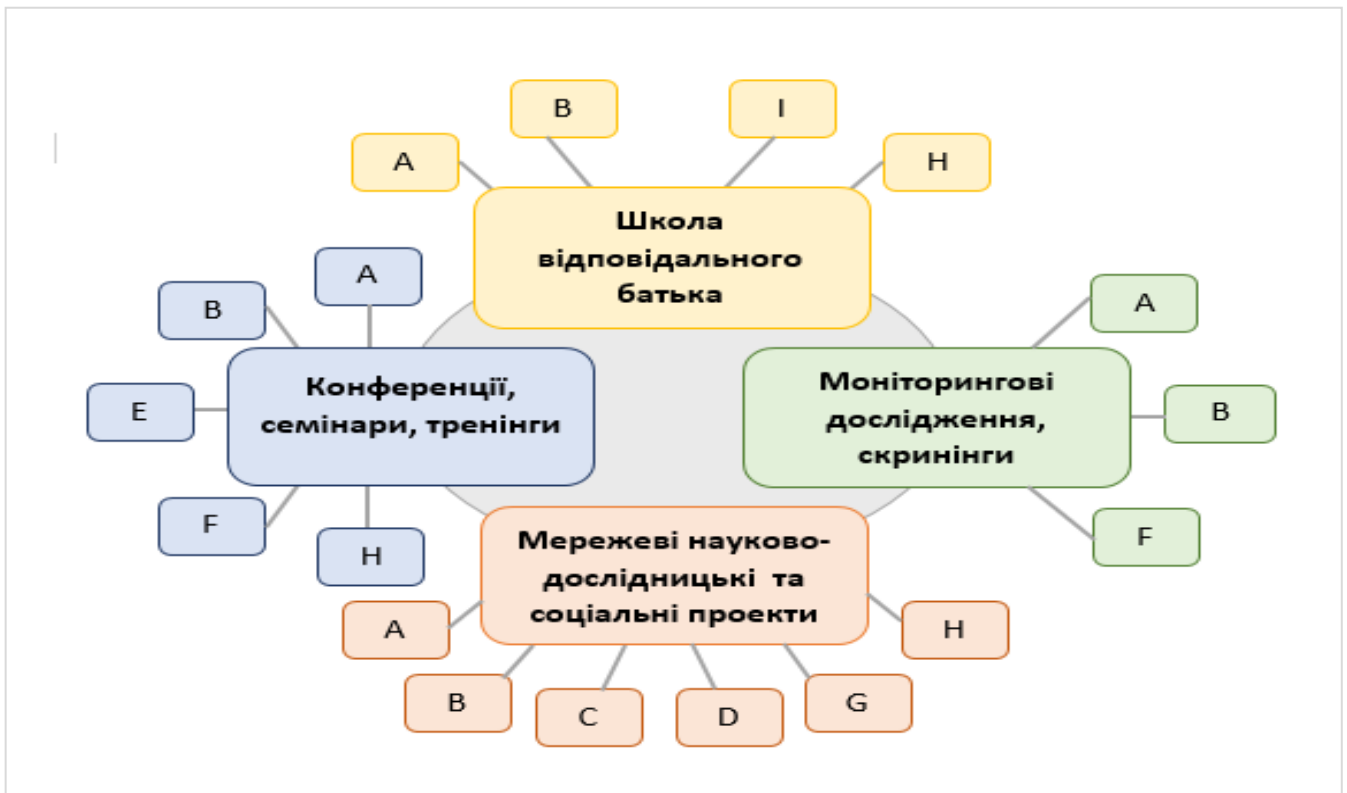 B
I
A
H
Школа
відповідального
батька
A
B
E
F
H
Конференції,
семінари, тренінги
A
B
F
Моніторингові
дослідження,
скринінги
Мережеві науково-
дослідницькі та
соціальні проекти
A
B
C
D
G
H